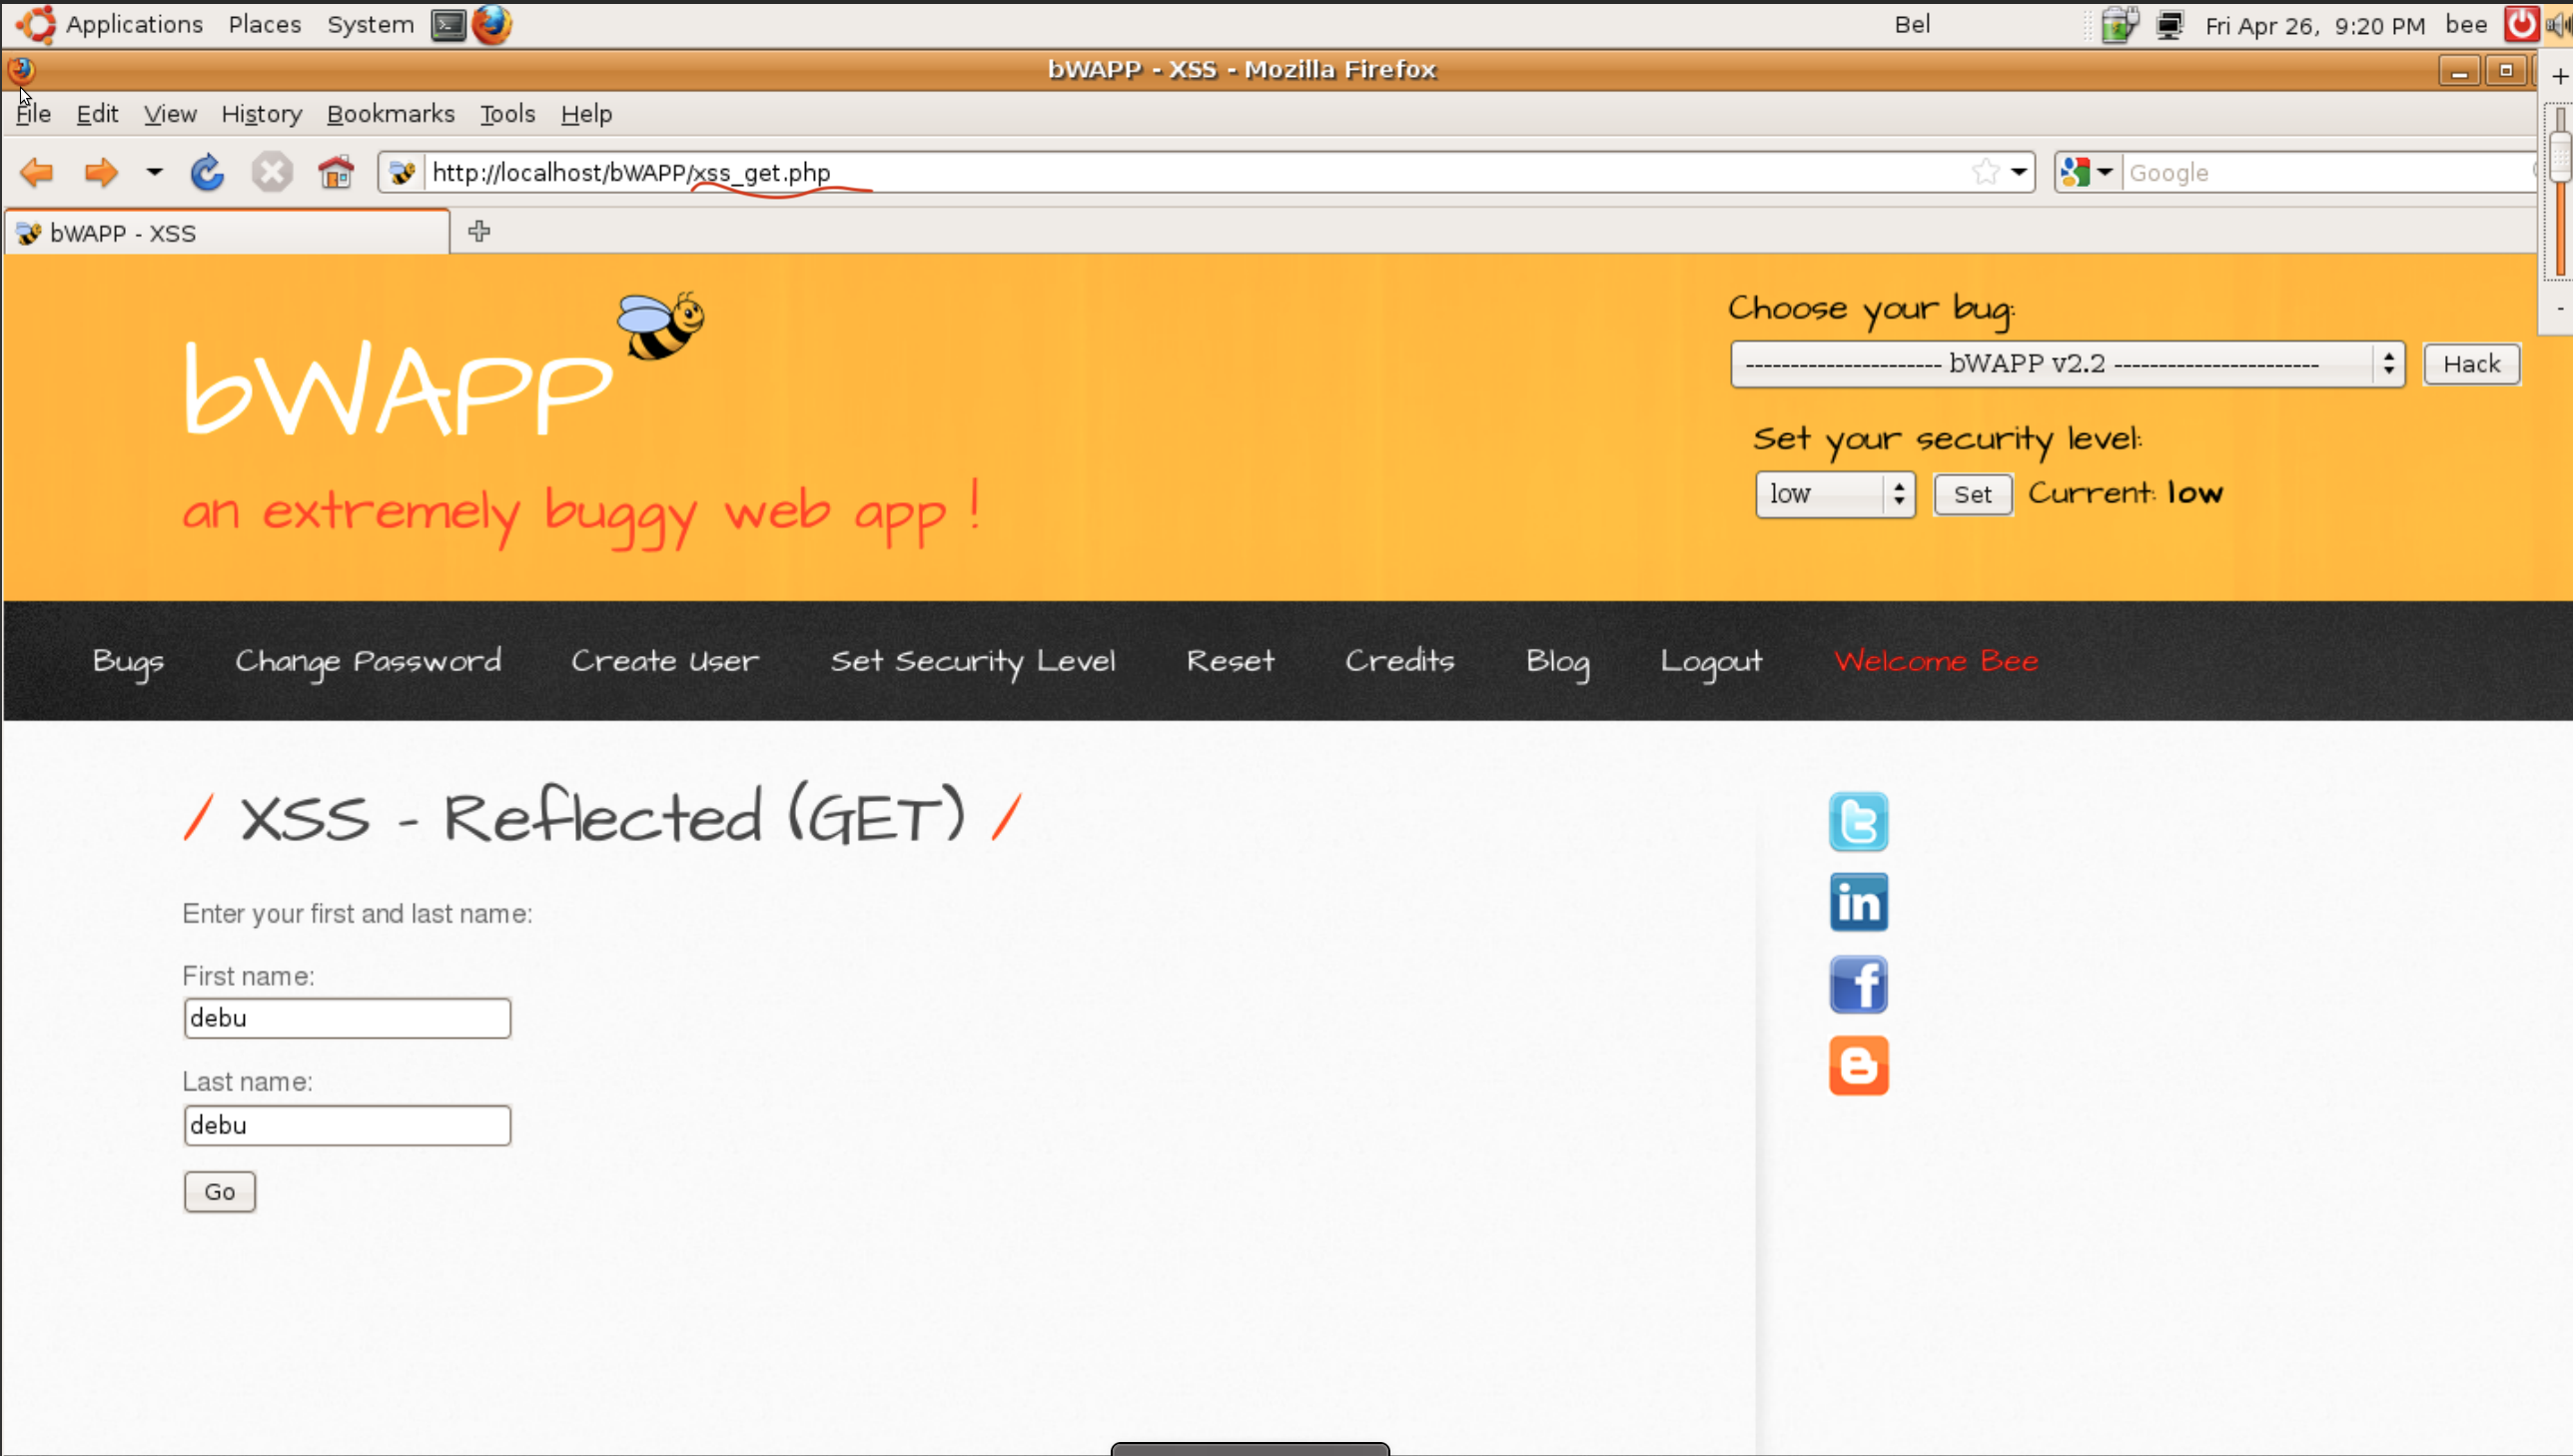 Applications Places System Bel Fri Apr 26, 9:20 PM bee
bWAPP - XSS - Mozilla Firefox
File Edit View History Bookmarks Tools Help
http://localhost/bWAPP/xss_get.php Google
bWAPP - XSS
bWAPP
an extremely buggy web app !
Choose your bug:
---------------------- bWAPP v2.2 ----------------------- Hack
Set your security level:
low Set Current: low
Bugs Change Password Create User Set Security Level Reset Credits Blog Logout Welcome Bee
/ XSS - Reflected (GET) /
Enter your first and last name:
First name:
debu
Last name:
debu
Go